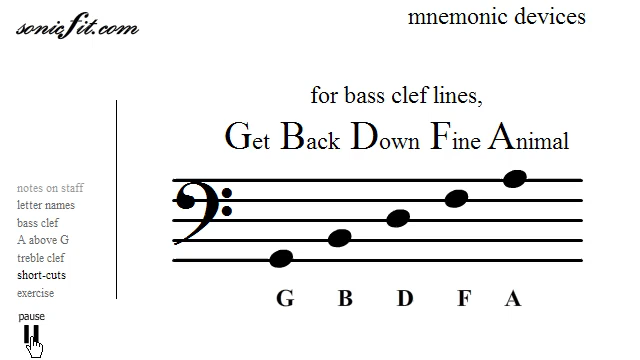 sonicfit.com
mnemonic devices
for bass clef lines,
Get Back Down Fine Animal
notes on staff
letter names
bass clef
A above G
treble clef
short-cuts
exercise
pause
G B D F A